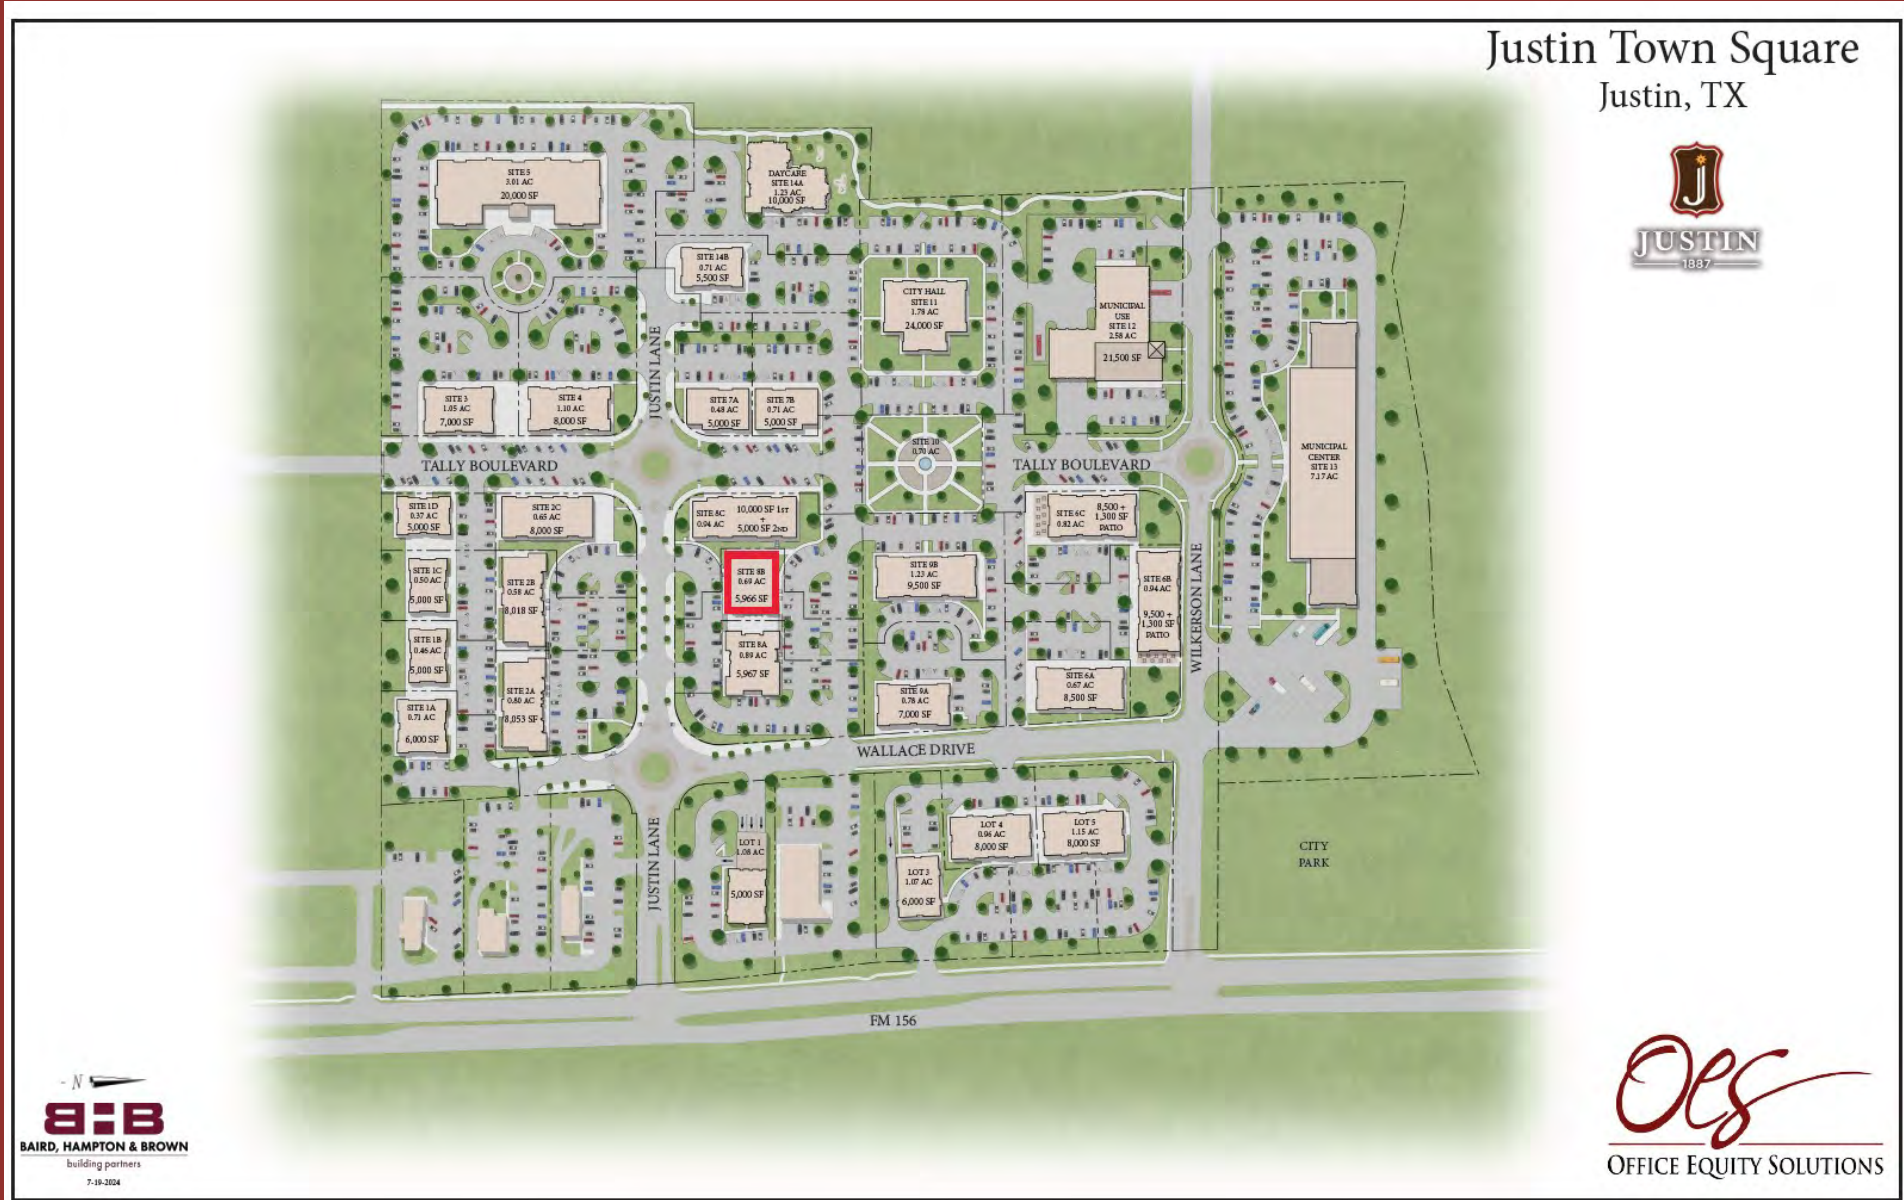 Justin Town Square
Justin, TX
J
JUSTIN
1887
SITE 5
3.01 AC
20,000 SF
DAYCARE
SITE 14A
1.23 AC
10,000 SF
SITE 14B
0.71 AC
5,500 SF
CITY HALL
SITE 11
1.78 AC
24,000 SF
MUNICIPAL
USE
SITE 12
2.58 AC
21,500 SF
JUSTIN LANE
SITE 3
1.05 AC
7,000 SF
SITE 4
1.10 AC
8,000 SF
SITE 7A
0.48 AC
5,000 SF
SITE 7B
0.71 AC
5,000 SF
SITE 10
0.70 AC
MUNICIPAL
CENTER
SITE 13
7.17 AC
TALLY BOULEVARD
TALLY BOULEVARD
SITE 1D
0.37 AC
5,000 SF
SITE 2C
0.65 AC
8,000 SF
SITE 8C
0.94 AC
10,000 SF 1ST
+
5,000 SF 2ND
SITE 6C
0.82 AC
8,500 +
1,300 SF
PATIO
SITE 1C
0.50 AC
5,000 SF
SITE 2B
0.58 AC
8,018 SF
SITE 8B
0.69 AC
5,966 SF
SITE 9B
1.23 AC
9,500 SF
SITE 6B
0.94 AC
9,500 +
1,300 SF
PATIO
WILKERSON LANE
SITE 1B
0.46 AC
5,000 SF
SITE 8A
0.89 AC
5,967 SF
SITE 1A
0.71 AC
6,000 SF
SITE 2A
0.80 AC
8,053 SF
SITE 9A
0.78 AC
7,000 SF
SITE 6A
0.67 AC
8,500 SF
WALLACE DRIVE
JUSTIN LANE
LOT 1
1.08 AC
5,000 SF
LOT 3
1.07 AC
6,000 SF
LOT 4
0.96 AC
8,000 SF
LOT 5
1.15 AC
8,000 SF
CITY
PARK
FM 156
- N
BHB
BAIRD, HAMPTON & BROWN
building partners
7-19-2024
Oes
OFFICE EQUITY SOLUTIONS